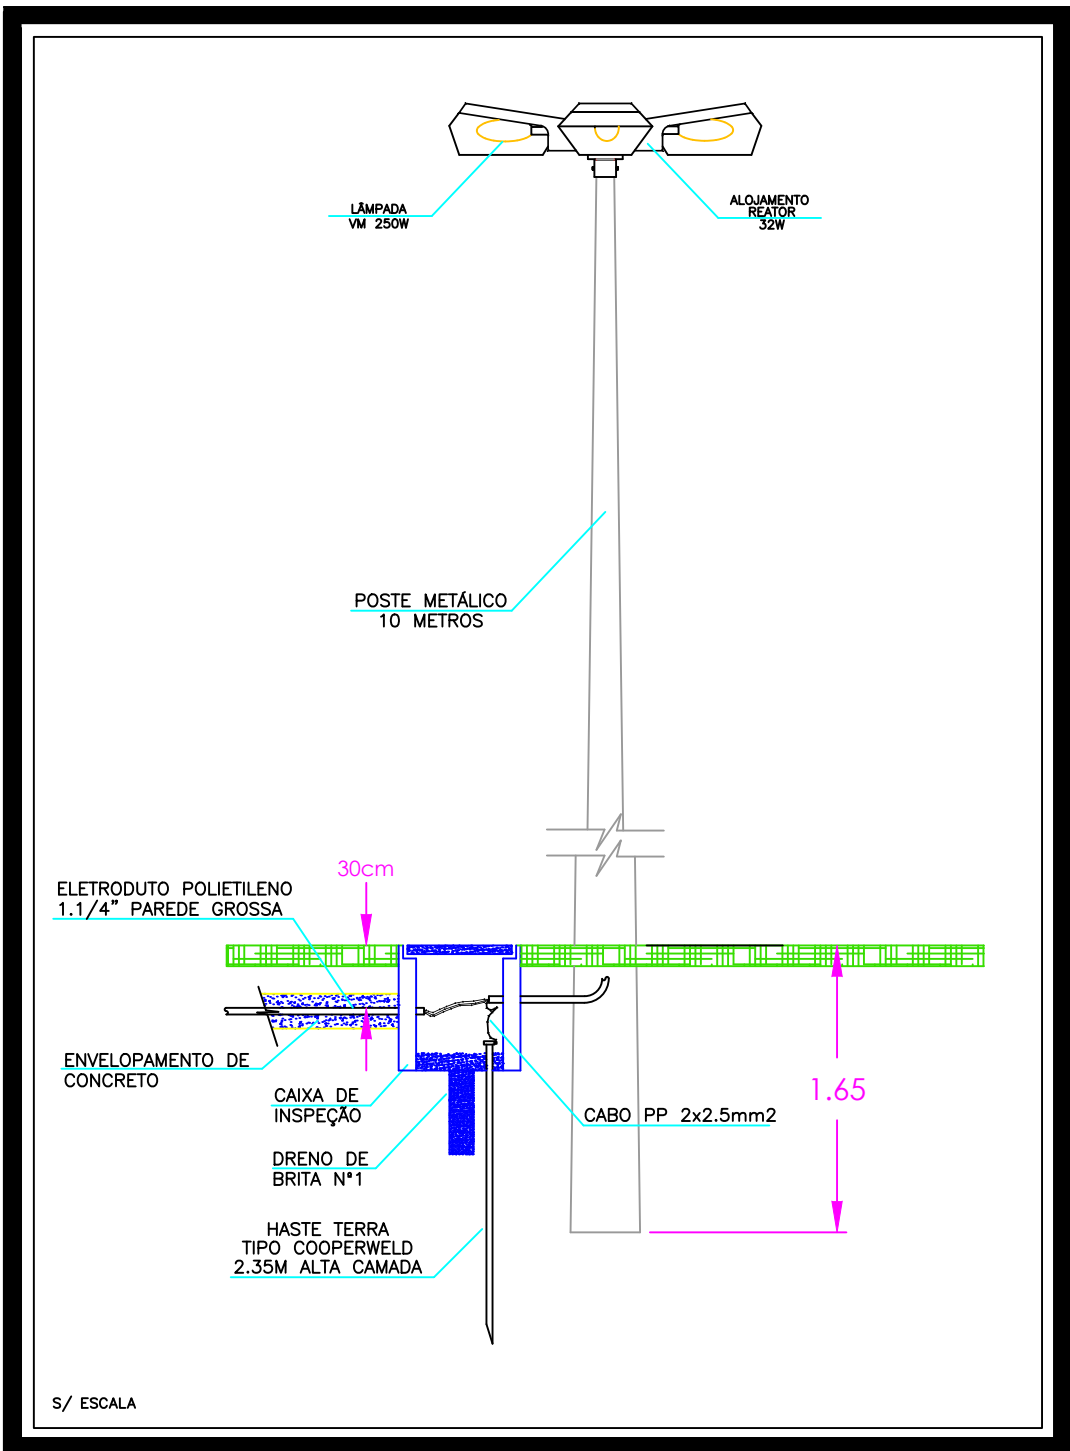 LÂMPADA
VM 250W
ALOJAMENTO
REATOR
32W
POSTE METÁLICO
10 METROS
30cm
ELETRODUTO POLIETILENO
1.1/4" PAREDE GROSSA
ENVELOPAMENTO DE
CONCRETO
CAIXA DE
INSPEÇÃO
1.65
CABO PP 2x2.5mm2
DRENO DE
BRITA Nº1
HASTE TERRA
TIPO COOPERWELD
2.35M ALTA CAMADA
S/ ESCALA